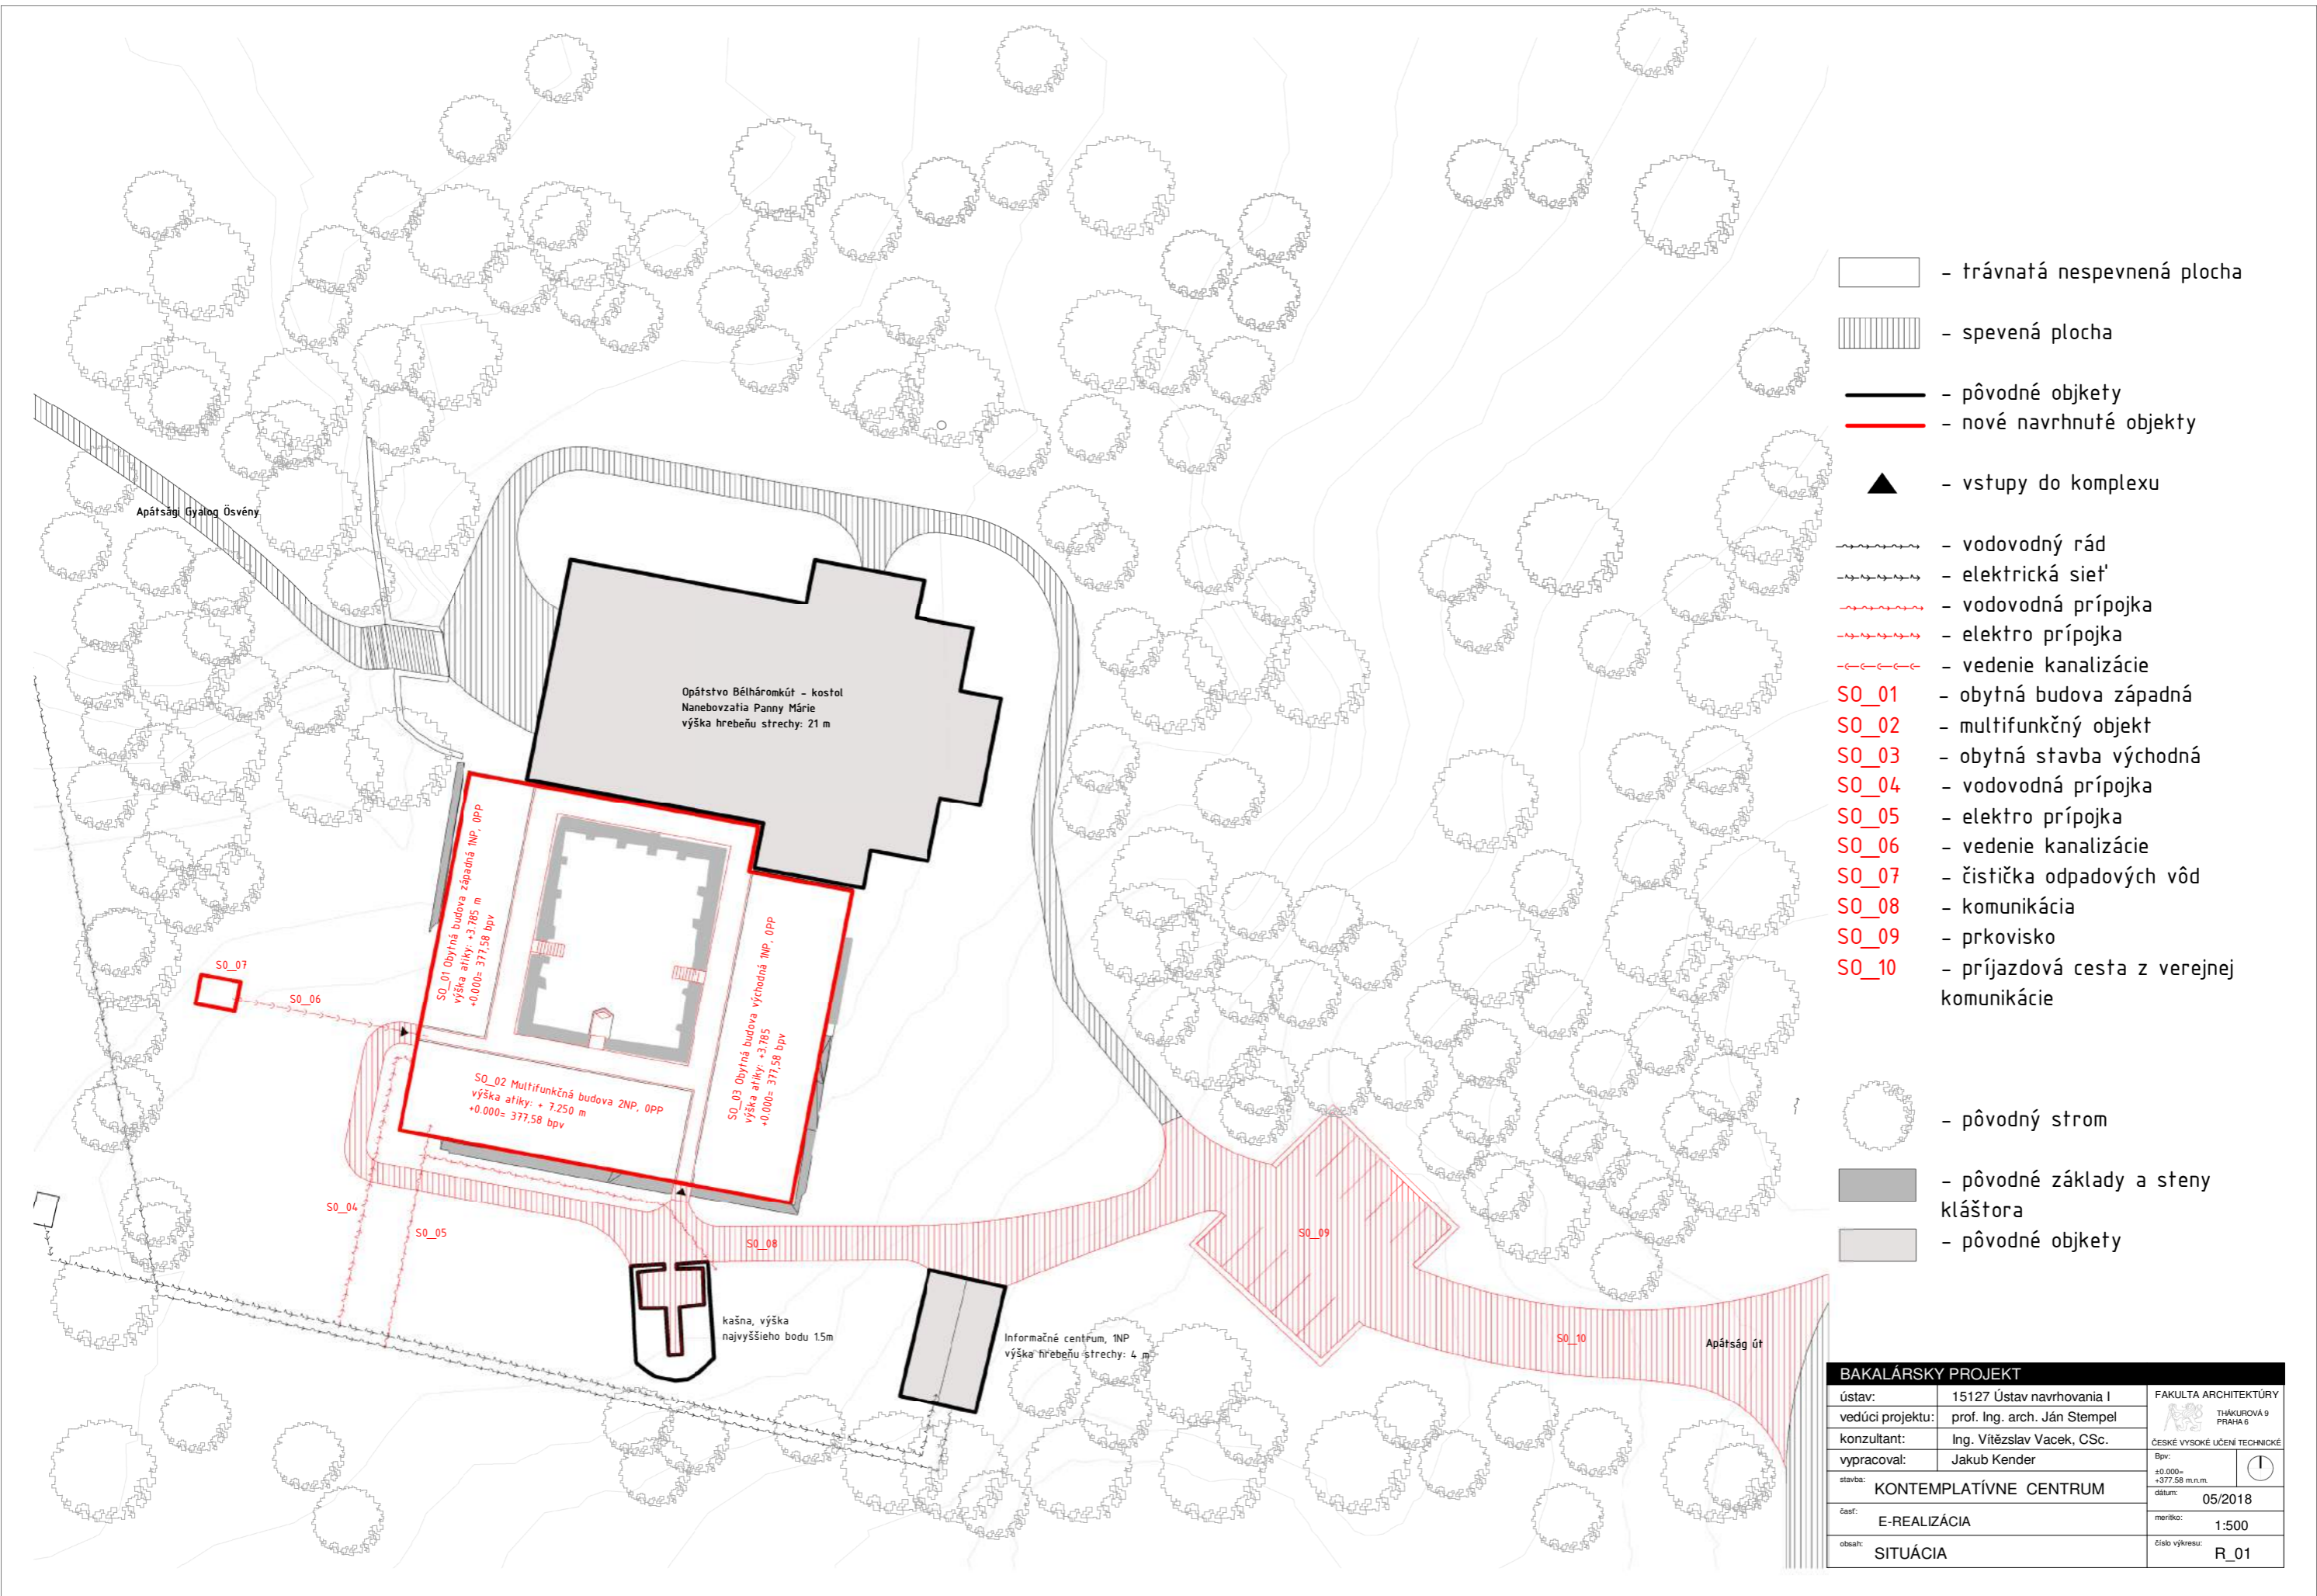 Apátsági Gyalog Ösvény
Opátstvo Bélháromkút - kostol
Nanebovzatia Panny Márie
výška hrebeňu strechy: 21 m
SO_01 Obytná budova západná 1NP, 0PP
výška atiky: +3.785 m
+0.000= 377,58 bpv
SO_02 Multifunkčná budova 2NP, 0PP
výška atiky: + 7.250 m
+0.000= 377,58 bpv
SO_03 Obytná budova východná 1NP, 0PP
výška atiky: +3.785
+0.000= 377,58 bpv
SO_07
SO_06
SO_04
SO_05
SO_08
SO_09
SO_10
kašna, výška
najvyššieho bodu 1.5m
Informačné centrum, 1NP
výška hrebeňu strechy: 4 m
Apátság út
- trávnatá nespevnená plocha
- spevená plocha
- pôvodné objkety
- nové navrhnuté objekty
- vstupy do komplexu
- vodovodný rád
- elektrická sieť
- vodovodná prípojka
- elektro prípojka
- vedenie kanalizácie
SO_01 - obytná budova západná
SO_02 - multifunkčný objekt
SO_03 - obytná stavba východná
SO_04 - vodovodná prípojka
SO_05 - elektro prípojka
SO_06 - vedenie kanalizácie
SO_07 - čistička odpadových vôd
SO_08 - komunikácia
SO_09 - prkovisko
SO_10 - príjazdová cesta z verejnej
komunikácie
- pôvodný strom
- pôvodné základy a steny
kláštora
- pôvodné objkety
BAKALÁRSKY PROJEKT
ústav: 15127 Ústav navrhovania I
vedúci projektu: prof. Ing. arch. Ján Stempel
konzultant: Ing. Vítězslav Vacek, CSc.
vypracoval: Jakub Kender
stavba: KONTEMPLATÍVNE CENTRUM
časť: E-REALIZÁCIA
obsah: SITUÁCIA
FAKULTA ARCHITEKTÚRY
THÁKUROVÁ 9
PRAHA 6
ČESKÉ VYSOKÉ UČENÍ TECHNICKÉ
Bpv:
±0.000=
+377.58 m.n.m.
dátum: 05/2018
merítko: 1:500
číslo výkresu: R_01